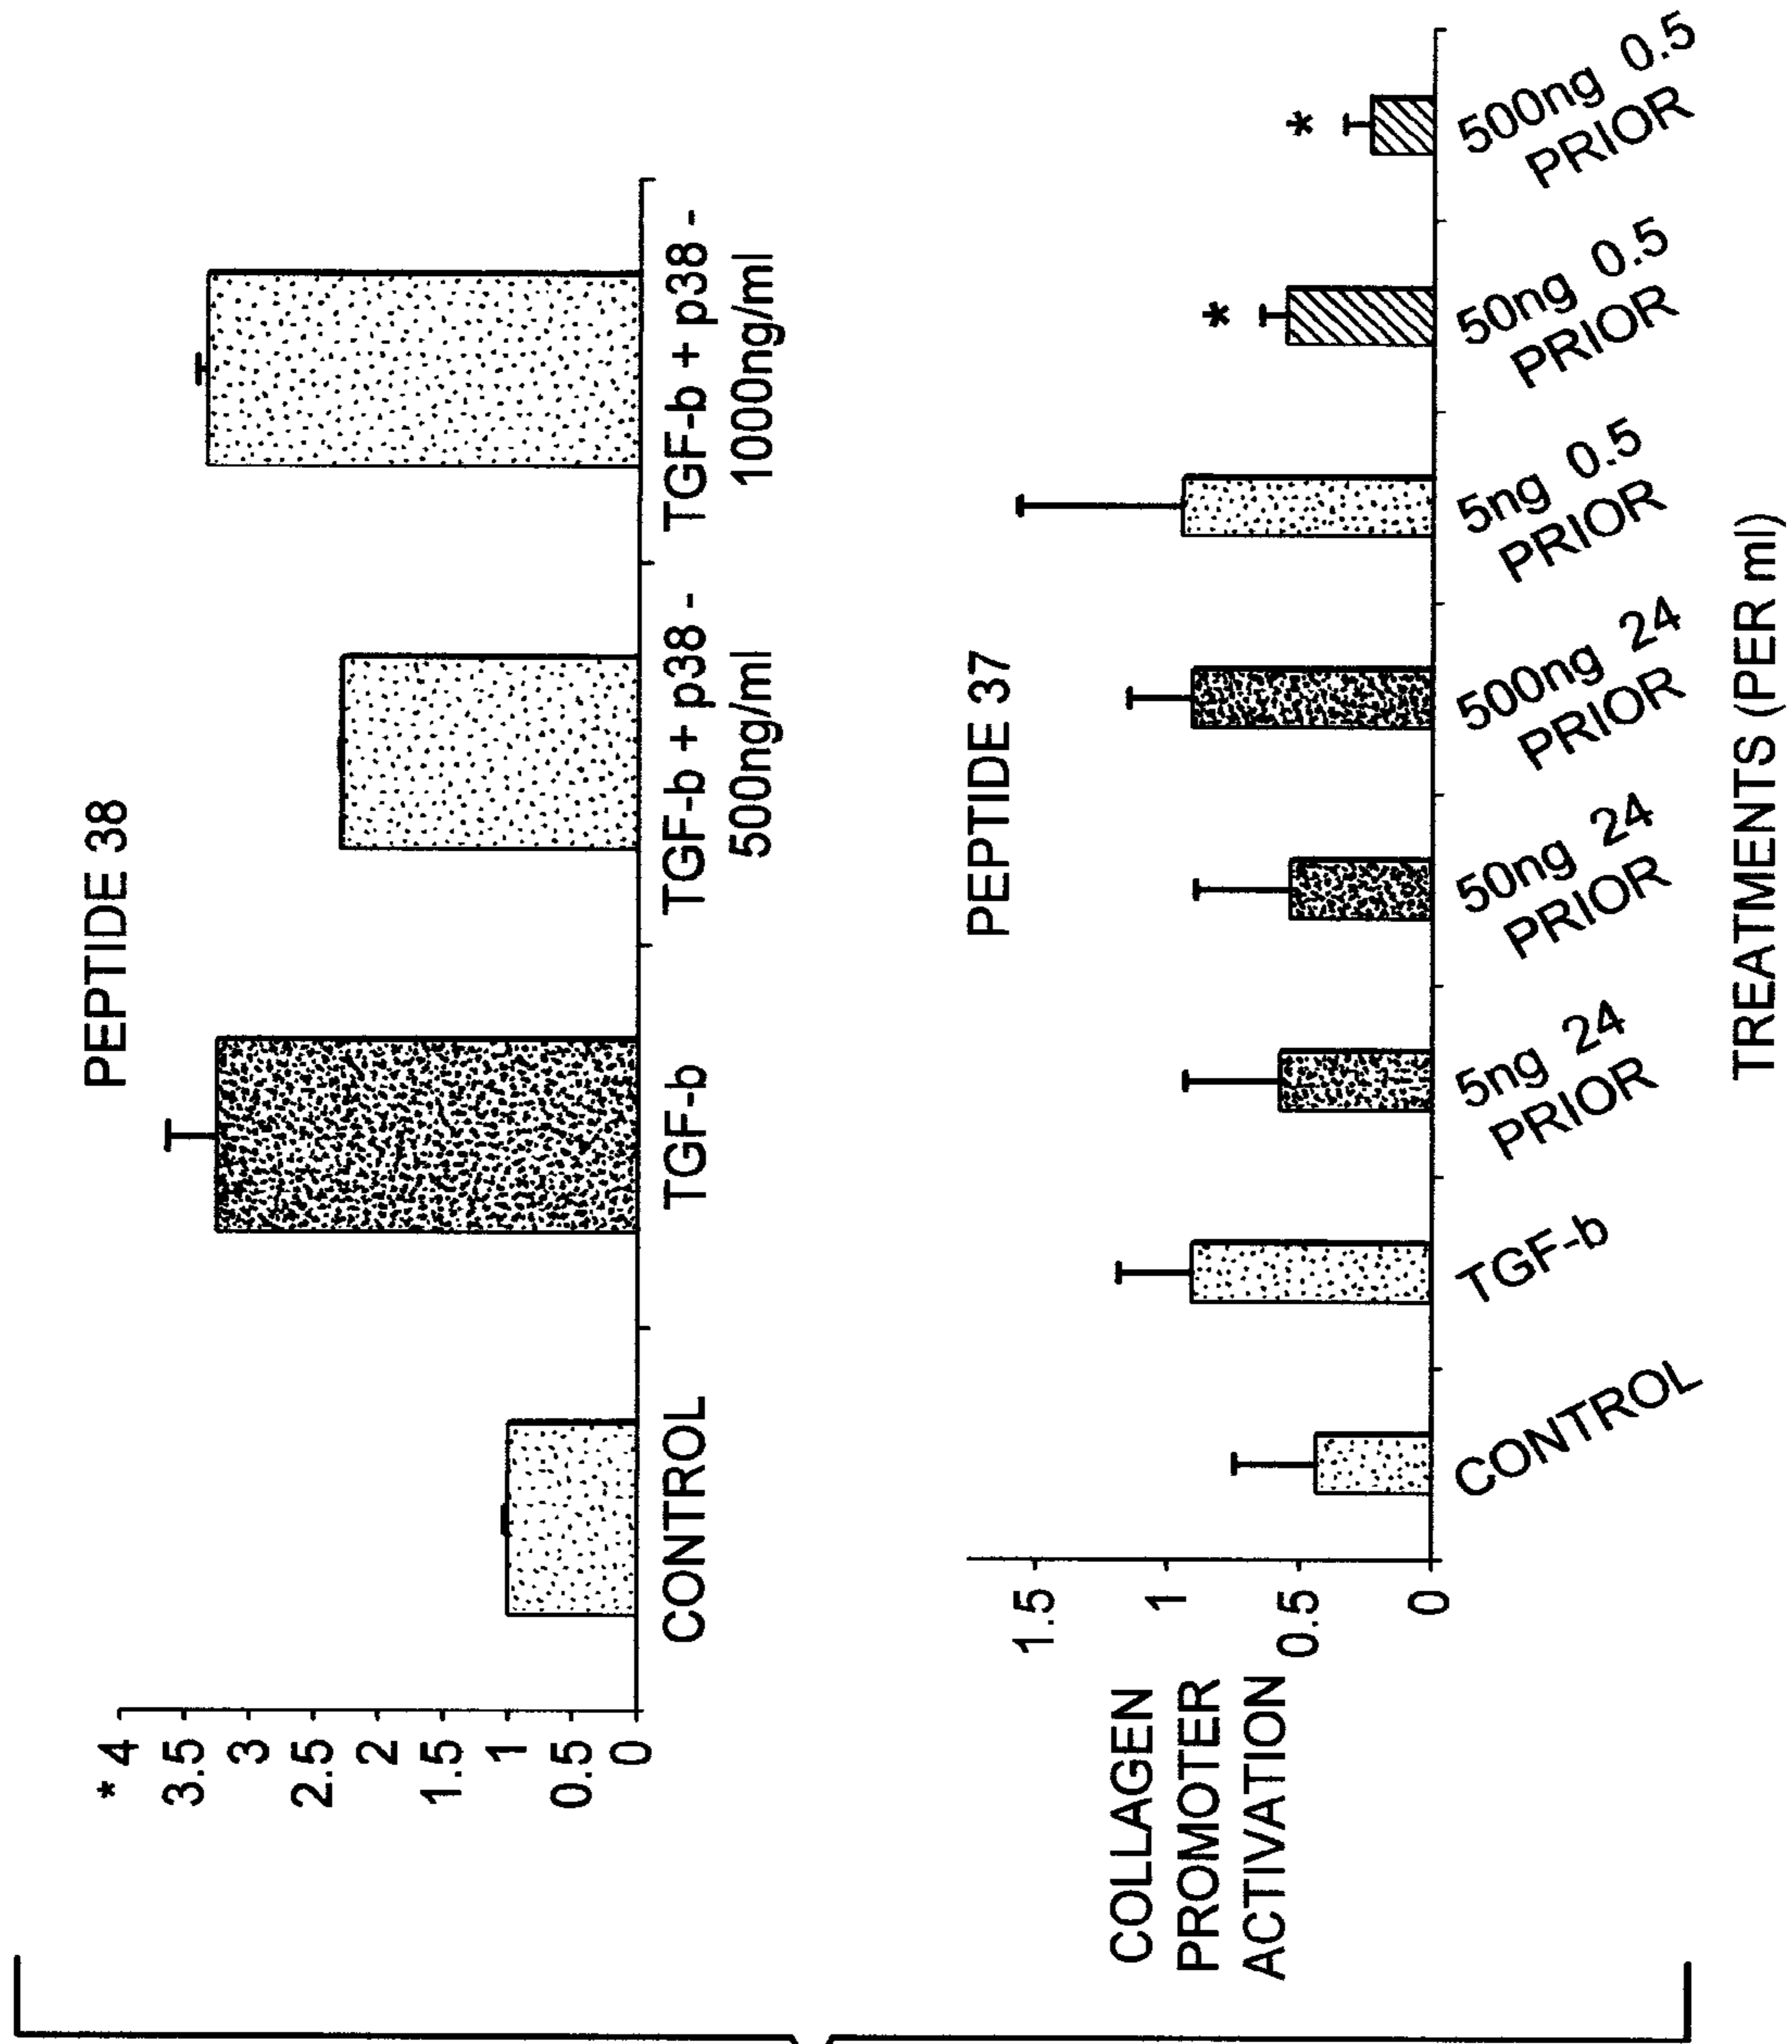 PEPTIDE 38
* 4
3.5
3
2.5
2
1.5
1
0.5
0
CONTROL
TGF-b
TGF-b + p38 -
500ng/ml
TGF-b + p38 -
1000ng/ml
PEPTIDE 37
COLLAGEN
PROMOTER
ACTIVATION
1.5
1
0.5
0
*
*
CONTROL
TGF-b
5ng 24
PRIOR
50ng 24
PRIOR
500ng 24
PRIOR
5ng 0.5
PRIOR
50ng 0.5
PRIOR
500ng 0.5
PRIOR
TREATMENTS (PER ml)